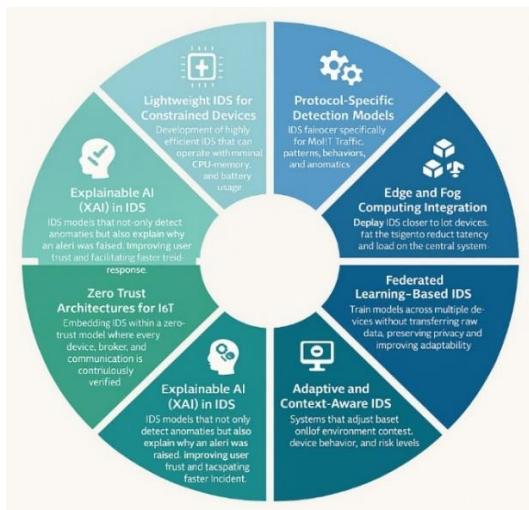 Lightweight IDS for
Constrained Devices
Development of highly
efficient IDS that can
operate with mnimal
CPU-memory, and
battery
usage
Protocol-Specific
Detection Models
IDS fairocer specifically
for MoIIT Traffic,
patterns, behaviors,
and anomatics
Edge and Fog
Computing Integration
Deplay IDS closer to lot devices.
fat the tsigento reduct tatency
and load on the central system
Federated
Learning-Based IDS
Train models across multiple de-
vices without transferring raw
data, preserving privacy and
improving adaptability
Adaptive and
Context-Aware IDS
Systems that adjust baset
onllof environment contest,
device behavior, and risk levels
Explainable AI
(XAI) in IDS
IDS models that not only
detect anomalies but also
explain why an aleri was
raised. improving user
trust and tacspating
faster Incident.
Zero Trust
Architectures for IoT
Embedding IDS within a zero-
trust model where every
device, broker, and
communication is
contriulously
verified
Explainable AI
(XAI) in IDS
IDS models that not-only detect
anomaties but also explain why
an aleri was faised. Improving user
trust and facilitating faster treid-
response.